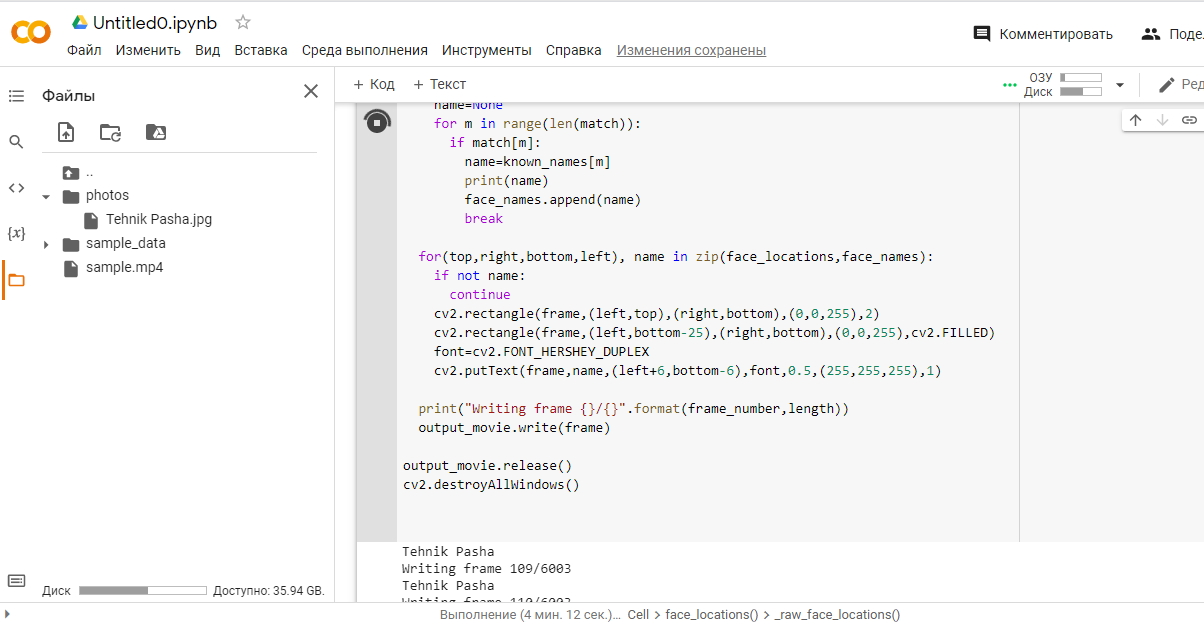 Untitled0.ipynb
Файл Изменить Вид Вставка Среда выполнения Инструменты Справка Изменения сохранены
Комментировать
Файлы
+ Код + Текст
ОЗУ
Диск
..
photos
Tehnik Pasha.jpg
sample_data
sample.mp4
{x}
Диск
Доступно: 35.94 GB.
name=None
for m in range(len(match)):
if match[m]:
name=known_names[m]
print(name)
face_names.append(name)
break
for(top,right,bottom,left), name in zip(face_locations,face_names):
if not name:
continue
cv2.rectangle(frame,(left,top),(right,bottom),(0,0,255),2)
cv2.rectangle(frame,(left,bottom-25),(right,bottom),(0,0,255),cv2.FILLED)
font=cv2.FONT_HERSHEY_DUPLEX
cv2.putText(frame,name,(left+6,bottom-6),font,0.5,(255,255,255),1)
print("Writing frame {}/{}".format(frame_number,length))
output_movie.write(frame)
output_movie.release()
cv2.destroyAllWindows()
Tehnik Pasha
Writing frame 109/6003
Tehnik Pasha
Writing frame 110/6003
Выполнение (4 мин. 12 сек.)... Cell > face_locations() > _raw_face_locations()